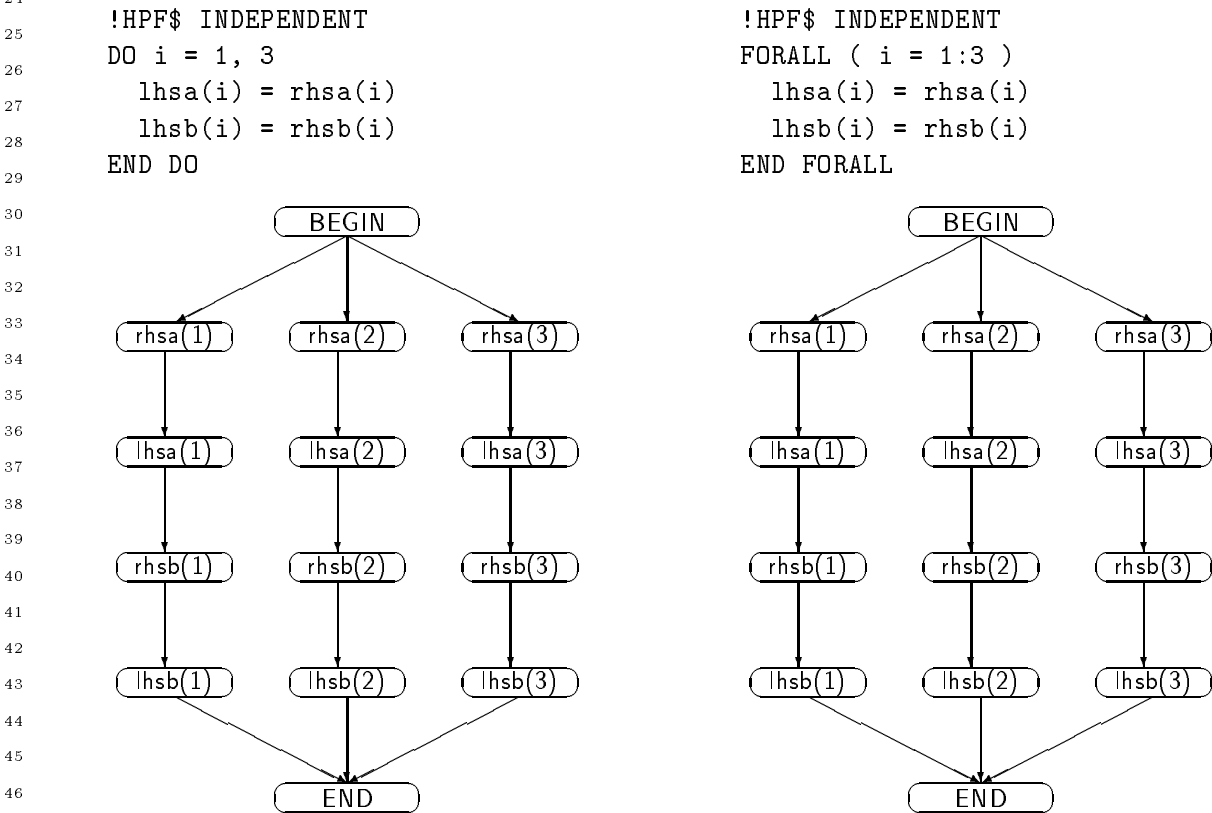 24
25
26
27
28
29
30
31
32
33
34
35
36
37
38
39
40
41
42
43
44
45
46
!HPF$ INDEPENDENT
DO i = 1, 3
lhsa(i) = rhsa(i)
lhsb(i) = rhsb(i)
END DO
BEGIN
rhsa(1) rhsa(2) rhsa(3)
lhsa(1) lhsa(2) lhsa(3)
rhsb(1) rhsb(2) rhsb(3)
lhsb(1) lhsb(2) lhsb(3)
END
!HPF$ INDEPENDENT
FORALL ( i = 1:3 )
lhsa(i) = rhsa(i)
lhsb(i) = rhsb(i)
END FORALL
BEGIN
rhsa(1) rhsa(2) rhsa(3)
lhsa(1) lhsa(2) lhsa(3)
rhsb(1) rhsb(2) rhsb(3)
lhsb(1) lhsb(2) lhsb(3)
END